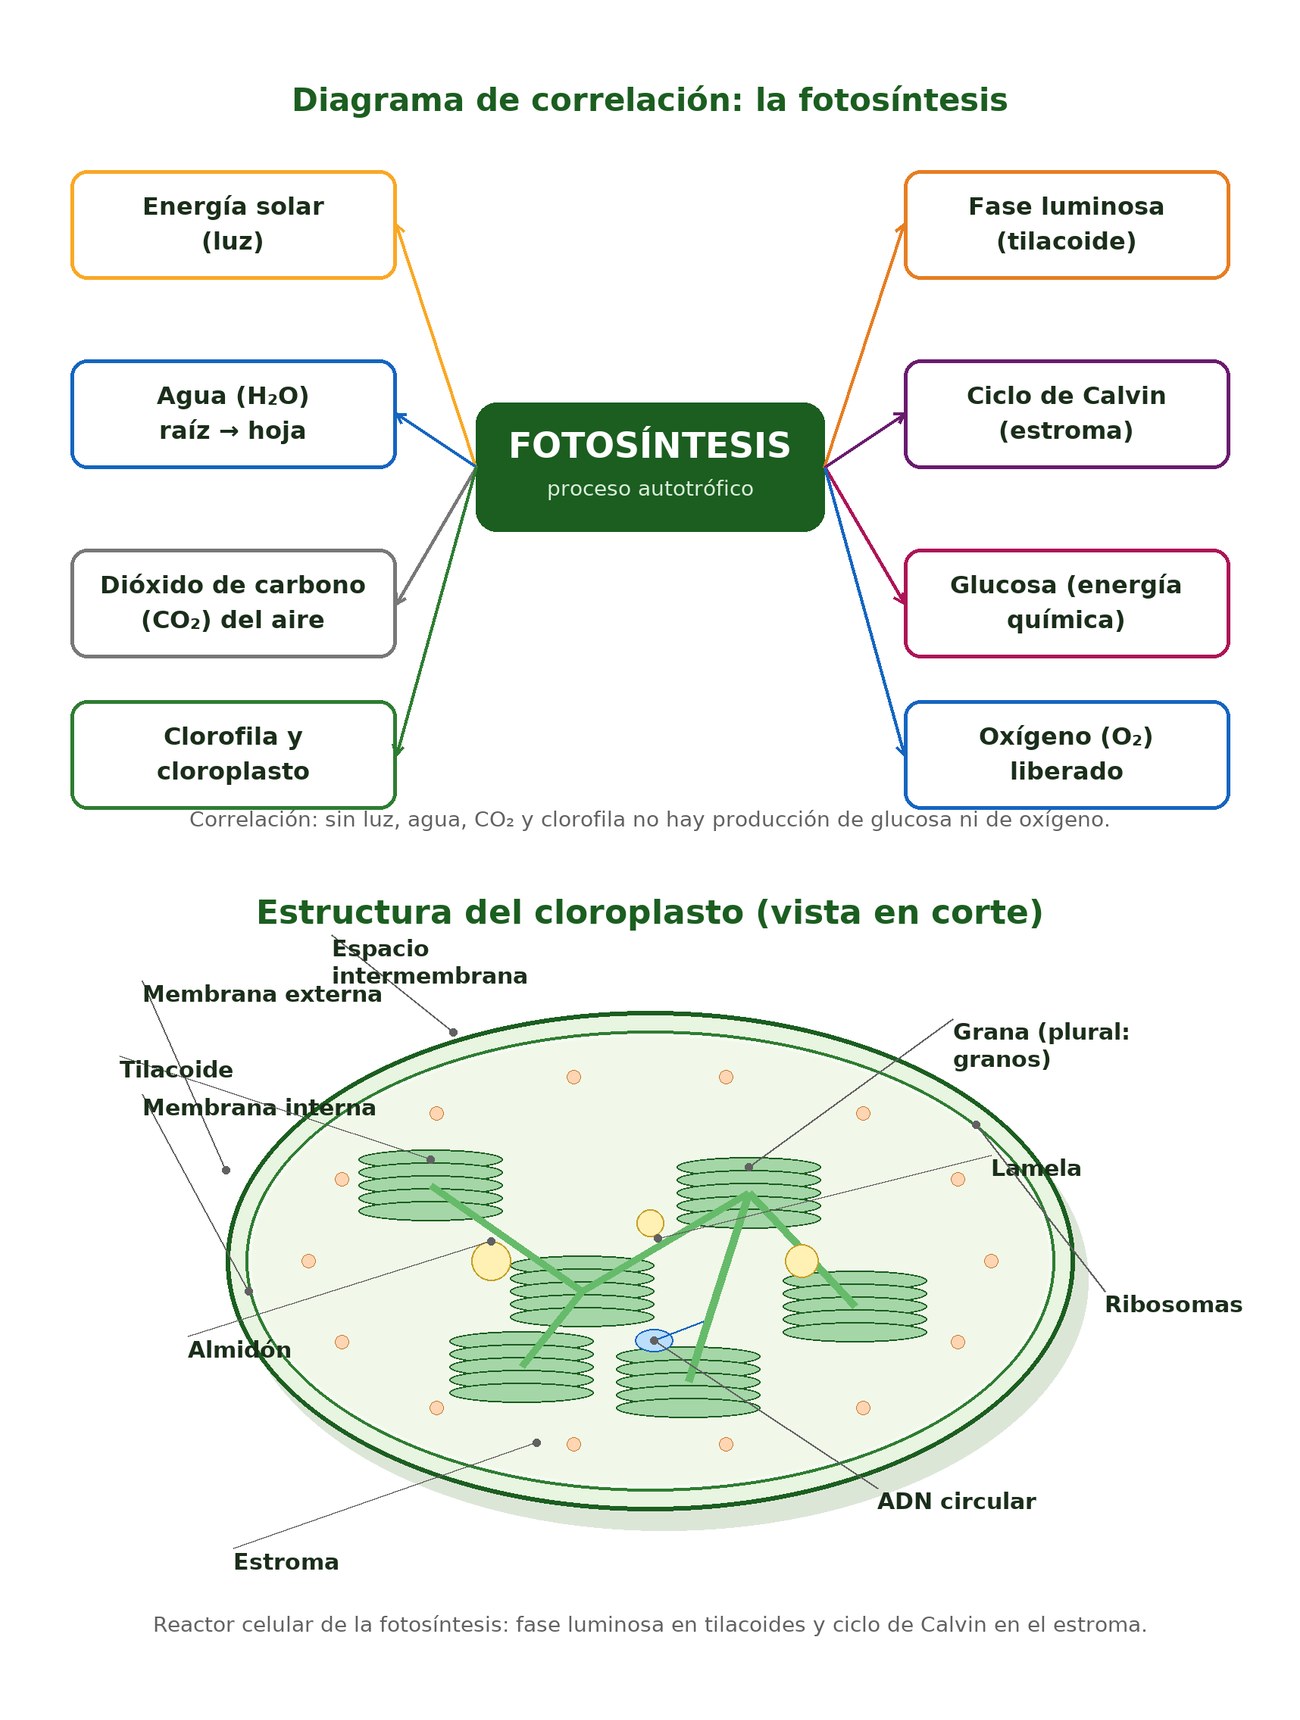 Diagrama de correlación: la fotosíntesis
Energía solar
(luz)
Fase luminosa
(tilacoide)
Agua (H₂O)
raíz → hoja
Ciclo de Calvin
(estroma)
FOTOSÍNTESIS
proceso autotrófico
Dióxido de carbono
(CO₂) del aire
Glucosa (energía
química)
Clorofila y
cloroplasto
Oxígeno (O₂)
liberado
Correlación: sin luz, agua, CO₂ y clorofila no hay producción de glucosa ni de oxígeno.
Estructura del cloroplasto (vista en corte)
Espacio
intermembrana
Membrana externa
Grana (plural:
granos)
Tilacoide
Membrana interna
Lamela
Ribosomas
Almidón
ADN circular
Estroma
Reactor celular de la fotosíntesis: fase luminosa en tilacoides y ciclo de Calvin en el estroma.